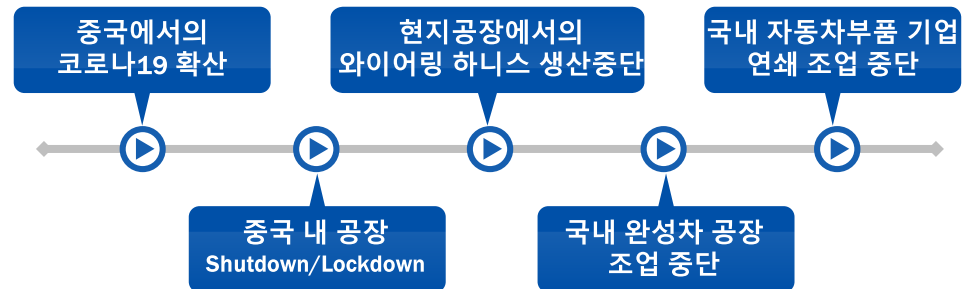 중국에서의
코로나19 확산
중국 내 공장
Shutdown/Lockdown
현지공장에서의
와이어링 하니스 생산중단
국내 완성차 공장
조업 중단
국내 자동차부품 기업
연쇄 조업 중단